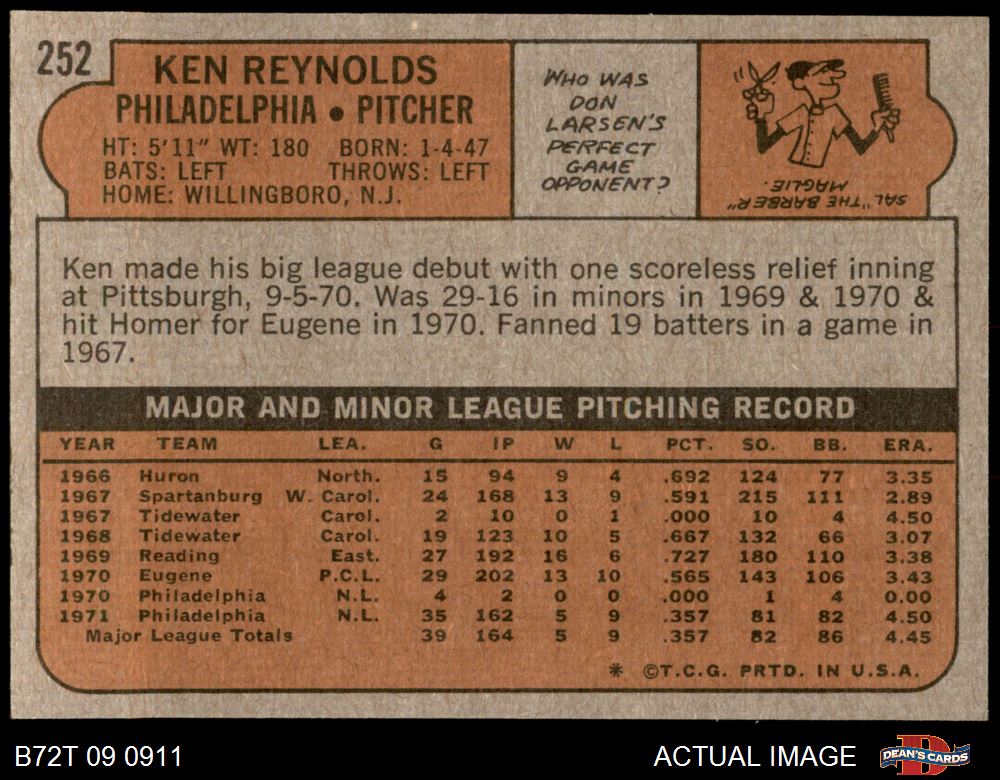 252
KEN REYNOLDS
PHILADELPHIA • PITCHER
HT: 5'11" WT: 180 BORN: 1-4-47
BATS: LEFT THROWS: LEFT
HOME: WILLINGBORO, N.J.
WHO WAS
DON
LARSEN'S
PERFECT
GAME
OPPONENT?
SAL "THE BARBER"
MAGLIE.
Ken made his big league debut with one scoreless relief inning
at Pittsburgh, 9-5-70. Was 29-16 in minors in 1969 & 1970 &
hit Homer for Eugene in 1970. Fanned 19 batters in a game in
1967.
MAJOR AND MINOR LEAGUE PITCHING RECORD
YEAR TEAM LEA. G IP W L PCT. SO. BB. ERA.
1966 Huron North. 15 94 9 4 .692 124 77 3.35
1967 Spartanburg W. Carol. 24 168 13 9 .591 215 111 2.89
1967 Tidewater Carol. 2 10 0 1 .000 10 4 4.50
1968 Tidewater Carol. 19 123 10 5 .667 132 66 3.07
1969 Reading East. 27 192 16 6 .727 180 110 3.38
1970 Eugene P.C.L. 29 202 13 10 .565 143 106 3.43
1970 Philadelphia N.L. 4 2 0 0 .000 1 4 0.00
1971 Philadelphia N.L. 35 162 5 9 .357 81 82 4.50
Major League Totals 39 164 5 9 .357 82 86 4.45
* ©T.C.G. PRTD. IN U.S.A.
B72T 09 0911
ACTUAL IMAGE
D
DEAN'S CARDS